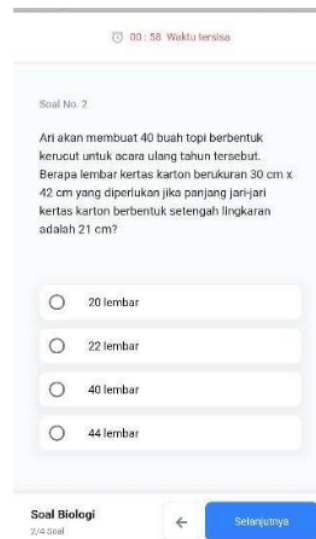 00 : 58 Waktu tersisa
Soal No. 2
Ari akan membuat 40 buah topi berbentuk
kerucut untuk acara ulang tahun tersebut.
Berapa lembar kertas karton berukuran 30 cm x
42 cm yang diperlukan jika panjang jari-jari
kertas karton berbentuk setengah lingkaran
adalah 21 cm?
20 lembar
22 lembar
40 lembar
44 lembar
Soal Biologi
2/4 Soal
Selanjutnya